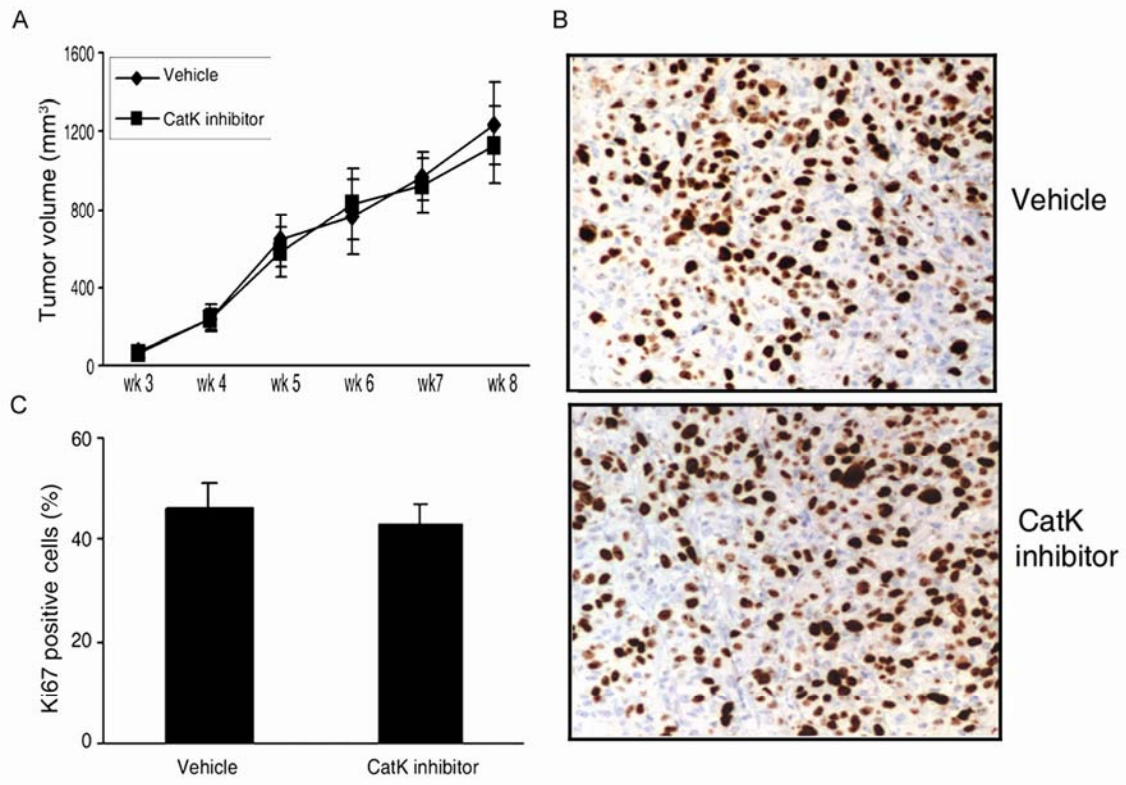 A
Tumor volume (mm³)
1600
1200
800
400
0
Vehicle
CatK inhibitor
wk 3 wk 4 wk 5 wk 6 wk7 wk 8
B
Vehicle
CatK
inhibitor
C
Ki67 positive cells (%)
60
40
20
0
Vehicle CatK inhibitor